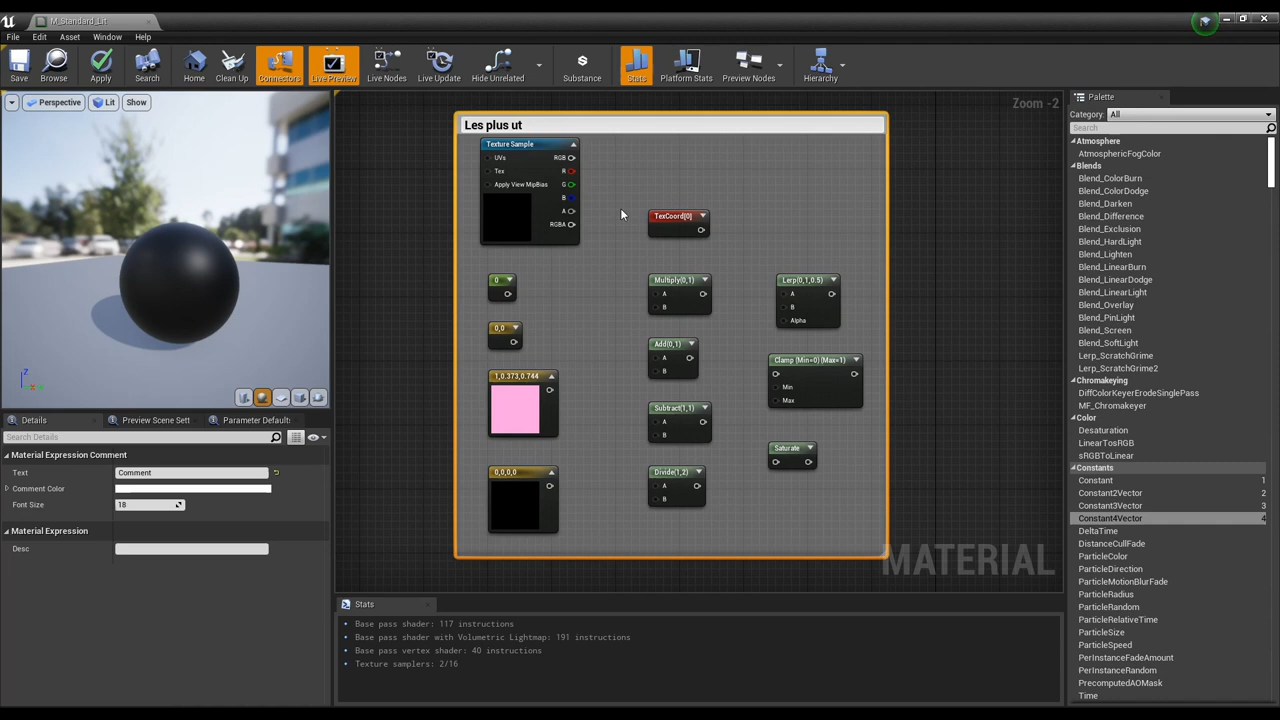 M_Standard_Lit
File Edit Asset Window Help
Save Browse Apply Search Home Clean Up Connectors Live Preview Live Nodes Live Update Hide Unrelated Substance Stats Platform Stats Preview Nodes Hierarchy
Perspective Lit Show
Z
X
Details Preview Scene Sett Parameter Defaults
Search Details
Material Expression Comment
Text Comment
Comment Color
Font Size 18
Material Expression
Desc
Zoom -2
Les plus ut
Texture Sample
UVs RGB
Tex R
Apply View MipBias G
B
A
RGBA
0
0,0
1,0.373,0.744
0,0,0,0
TexCoord[0]
Multiply(0,1)
A
B
Add(0,1)
A
B
Subtract(1,1)
A
B
Divide(1,2)
A
B
Lerp(0,1,0.5)
A
B
Alpha
Clamp (Min=0) (Max=1)
Min
Max
Saturate
MATERIAL
Stats
Base pass shader: 117 instructions
Base pass shader with Volumetric Lightmap: 191 instructions
Base pass vertex shader: 40 instructions
Texture samplers: 2/16
Palette
Category: All
Search
Atmosphere
AtmosphericFogColor
Blends
Blend_ColorBurn
Blend_ColorDodge
Blend_Darken
Blend_Difference
Blend_Exclusion
Blend_HardLight
Blend_Lighten
Blend_LinearBurn
Blend_LinearDodge
Blend_LinearLight
Blend_Overlay
Blend_PinLight
Blend_Screen
Blend_SoftLight
Lerp_ScratchGrime
Lerp_ScratchGrime2
Chromakeying
DiffColorKeyerErodeSinglePass
MF_Chromakeyer
Color
Desaturation
LinearTosRGB
sRGBToLinear
Constants
Constant 1
Constant2Vector 2
Constant3Vector 3
Constant4Vector 4
DeltaTime
DistanceCullFade
ParticleColor
ParticleDirection
ParticleMotionBlurFade
ParticleRadius
ParticleRandom
ParticleRelativeTime
ParticleSize
ParticleSpeed
PerInstanceFadeAmount
PerInstanceRandom
PrecomputedAOMask
Time